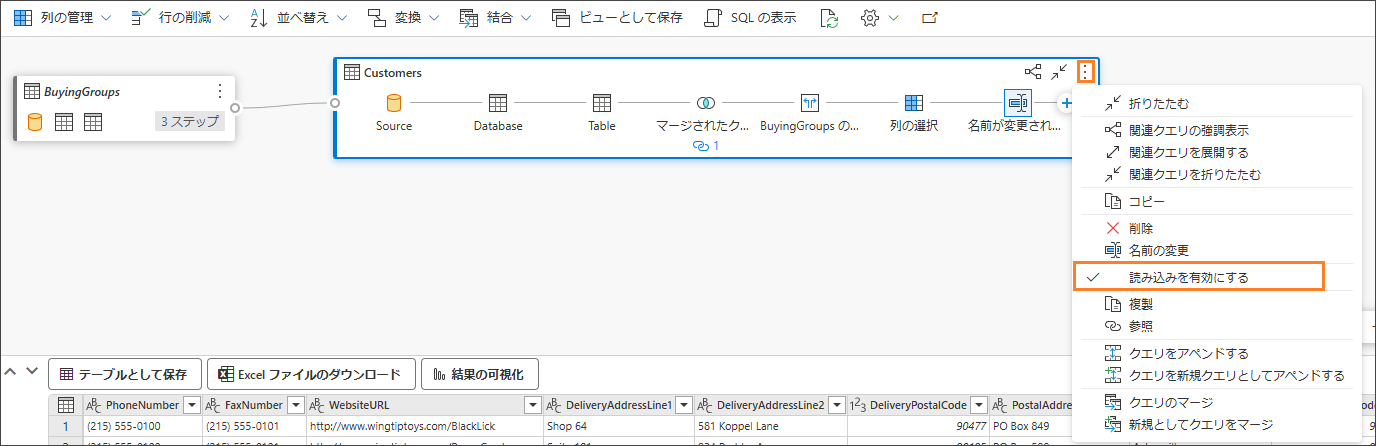 列の管理 行の削減 並べ替え 変換 結合 ビューとして保存 SQL の表示
BuyingGroups
3 ステップ
Customers
Source Database Table マージされたク... BuyingGroups の... 列の選択 名前が変更され...
1
折りたたむ
関連クエリの強調表示
関連クエリを展開する
関連クエリを折りたたむ
コピー
削除
名前の変更
読み込みを有効にする
複製
参照
クエリをアペンドする
クエリを新規クエリとしてアペンドする
クエリのマージ
新規としてクエリをマージ
テーブルとして保存 Excel ファイルのダウンロード 結果の可視化
PhoneNumber FaxNumber WebsiteURL DeliveryAddressLine1 DeliveryAddressLine2 DeliveryPostalCode PostalAddre
1 (215) 555-0100 (215) 555-0101 http://www.wingtiptoys.com/BlackLick Shop 64 581 Koppel Lane 90477 PO Box 849